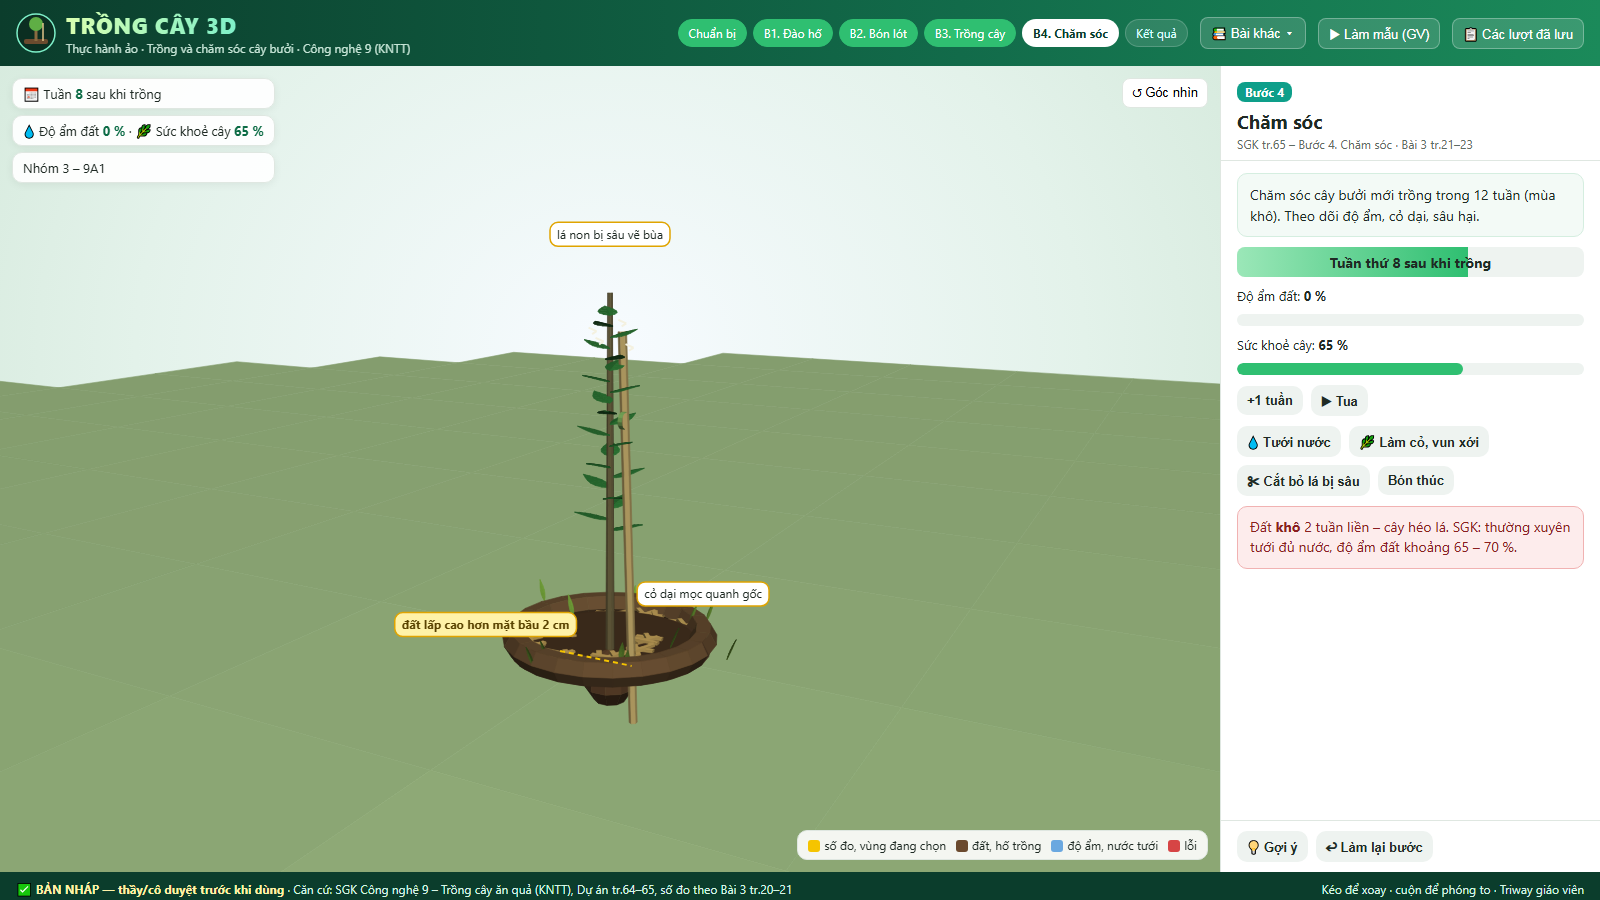 TRỒNG CÂY 3D
Thực hành ảo · Trồng và chăm sóc cây bưởi · Công nghệ 9 (KNTT)
Chuẩn bị
B1. Đào hố
B2. Bón lót
B3. Trồng cây
B4. Chăm sóc
Kết quả
Bài khác
Làm mẫu (GV)
Các lượt đã lưu
Tuần 8 sau khi trồng
Độ ẩm đất 0 % · Sức khoẻ cây 65 %
Nhóm 3 – 9A1
Góc nhìn
lá non bị sâu vẽ bùa
cỏ dại mọc quanh gốc
đất lấp cao hơn mặt bầu 2 cm
số đo, vùng đang chọn
đất, hố trồng
độ ẩm, nước tưới
lỗi
Bước 4
Chăm sóc
SGK tr.65 – Bước 4. Chăm sóc · Bài 3 tr.21–23
Chăm sóc cây bưởi mới trồng trong 12 tuần (mùa
khô). Theo dõi độ ẩm, cỏ dại, sâu hại.
Tuần thứ 8 sau khi trồng
Độ ẩm đất: 0 %
Sức khoẻ cây: 65 %
+1 tuần
Tua
Tưới nước
Làm cỏ, vun xới
Cắt bỏ lá bị sâu
Bón thúc
Đất khô 2 tuần liền – cây héo lá. SGK: thường xuyên
tưới đủ nước, độ ẩm đất khoảng 65 – 70 %.
Gợi ý
Làm lại bước
BẢN NHÁP — thầy/cô duyệt trước khi dùng · Căn cứ: SGK Công nghệ 9 – Trồng cây ăn quả (KNTT), Dự án tr.64–65, số đo theo Bài 3 tr.20–21
Kéo để xoay · cuộn để phóng to · Triway giáo viên